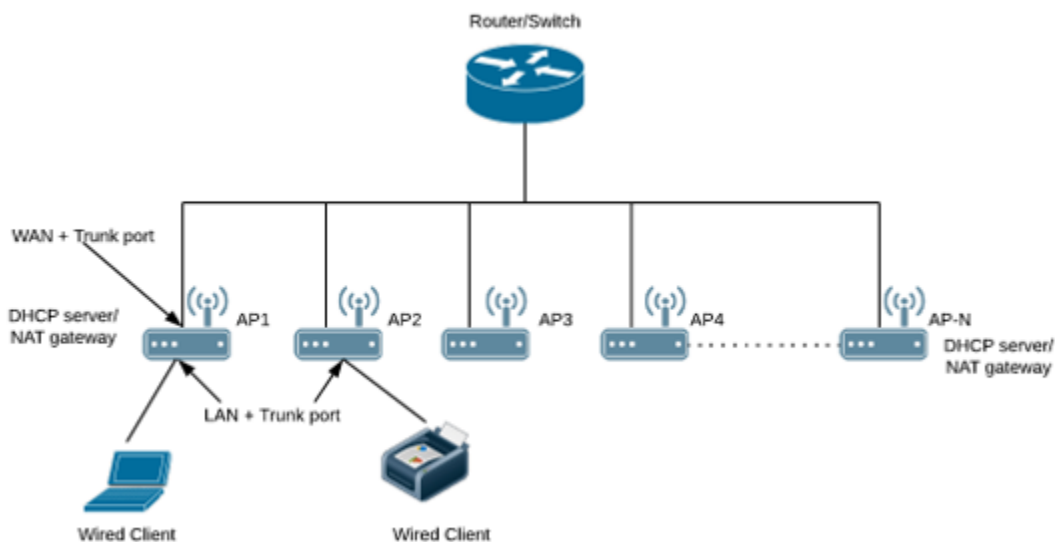 Router/Switch
WAN + Trunk port
DHCP server/
NAT gateway
AP1
AP2
AP3
AP4
AP-N
DHCP server/
NAT gateway
LAN + Trunk port
Wired Client
Wired Client